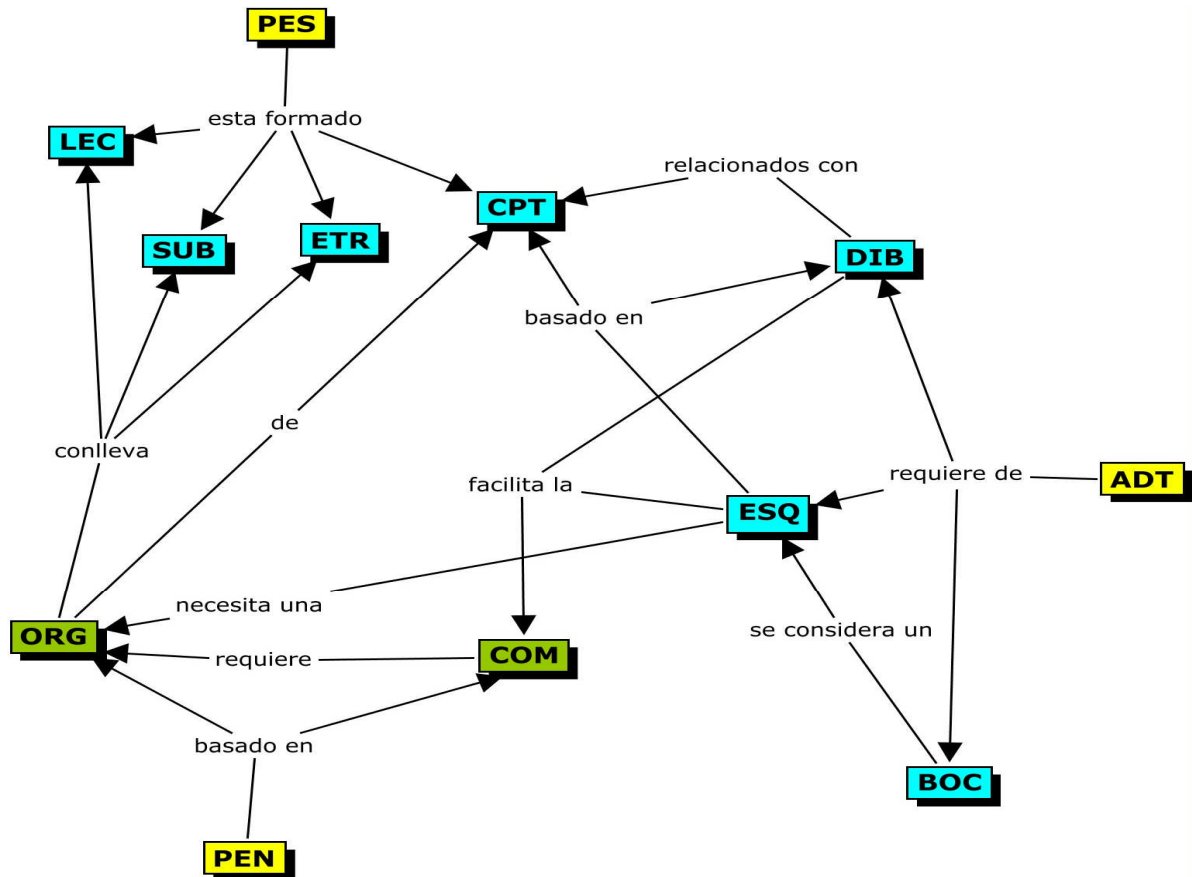 PES
esta formado
LEC
relacionados con
CPT
SUB
ETR
DIB
basado en
de
conlleva
requiere de
ADT
facilita la
ESQ
necesita una
se considera un
ORG
requiere
COM
basado en
BOC
PEN